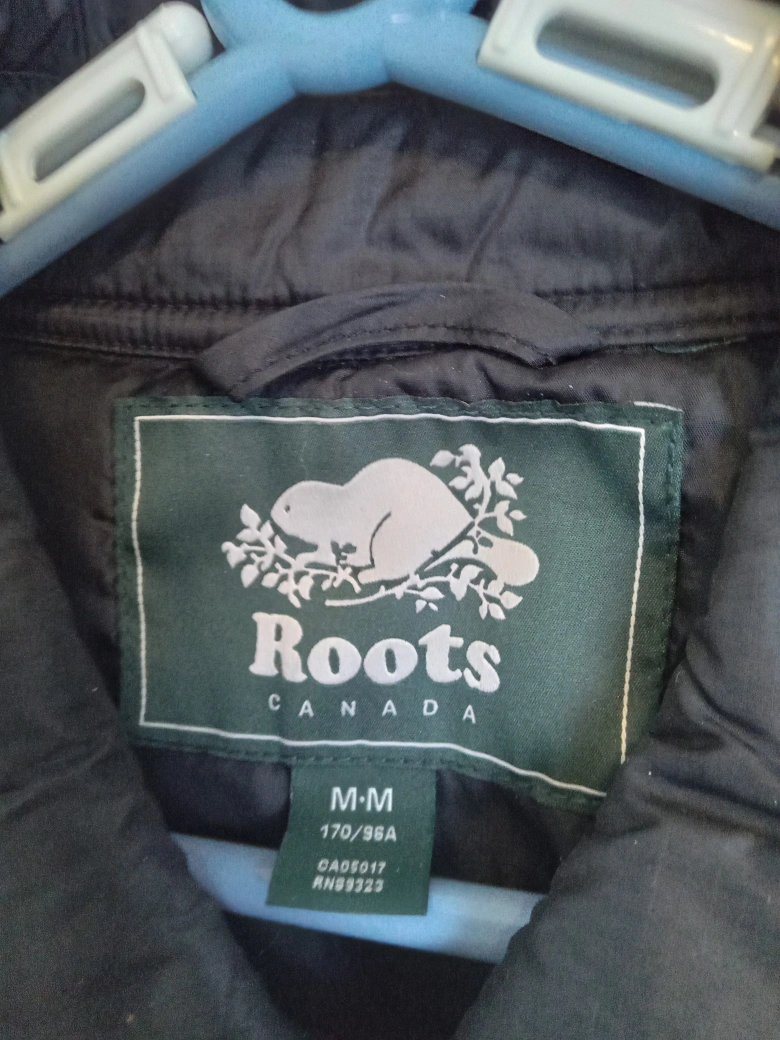 Roots
CANADA
M·M
170/96A
CA05017
RN99323